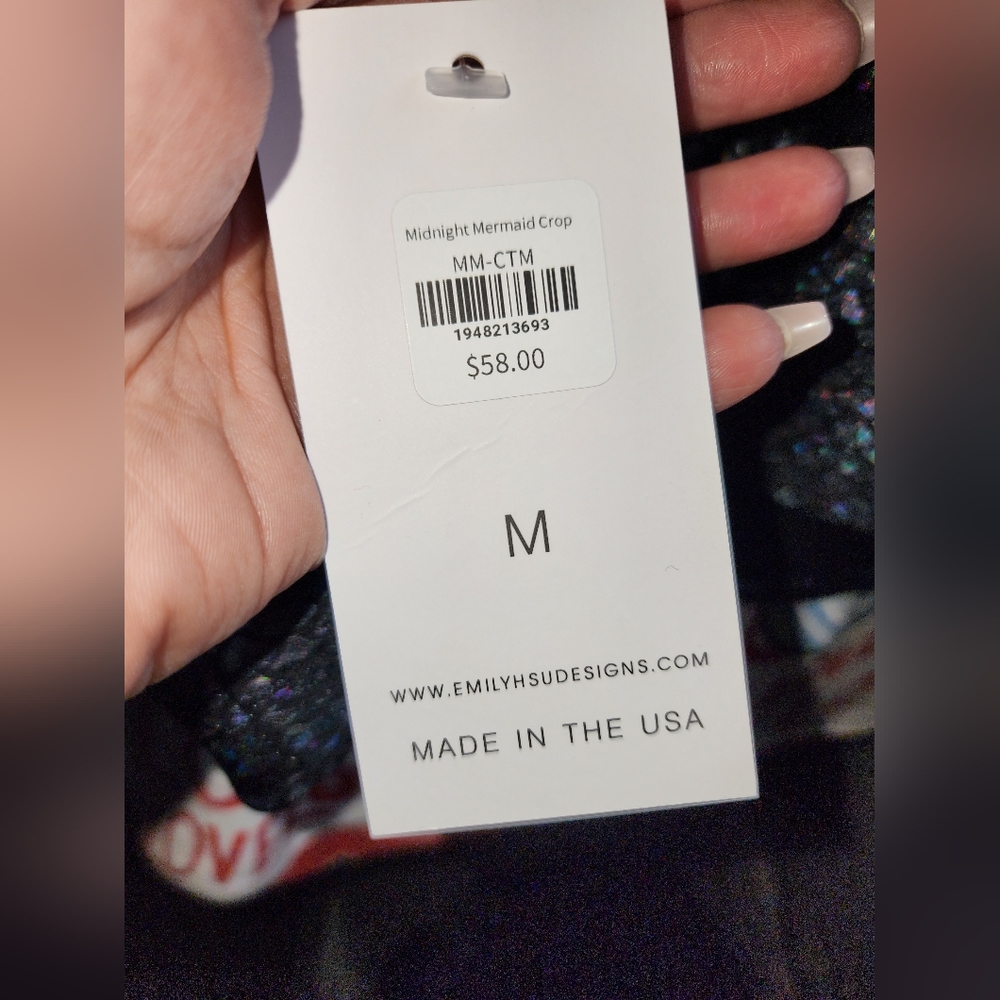 Midnight Mermaid Crop
MM-CTM
1948213693
$58.00
M
WWW.EMILYHSUDESIGNS.COM
MADE IN THE USA